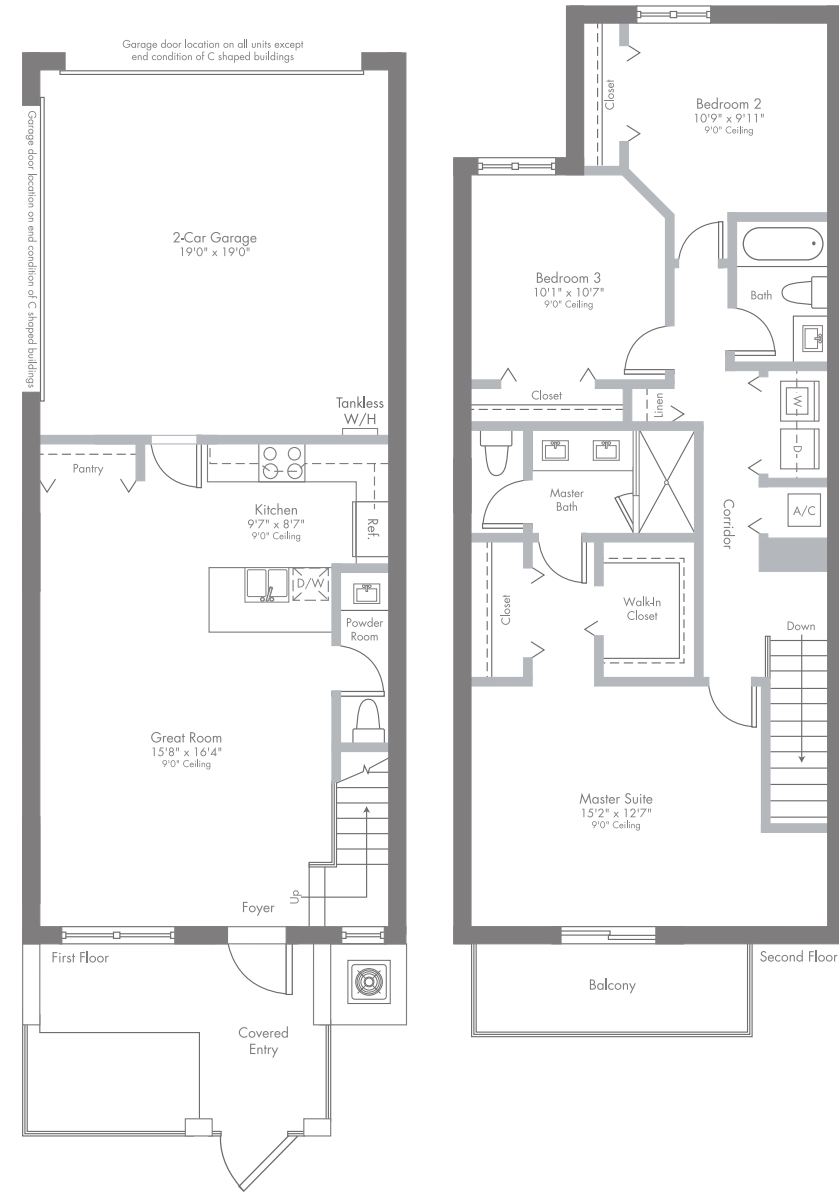 Garage door location on all units except
end condition of C shaped buildings
Garage door location on end condition of C shaped buildings
2-Car Garage
19'0" x 19'0"
Tankless
W/H
Pantry
Kitchen
9'7" x 8'7"
9'0" Ceiling
Ref.
D/W
Powder
Room
Great Room
15'8" x 16'4"
9'0" Ceiling
Up
Foyer
First Floor
Covered
Entry
Closet
Bedroom 2
10'9" x 9'11"
9'0" Ceiling
Bedroom 3
10'1" x 10'7"
9'0" Ceiling
Bath
Closet
Linen
W
D
Master
Bath
Corridor
A/C
Closet
Walk-In
Closet
Down
Master Suite
15'2" x 12'7"
9'0" Ceiling
Second Floor
Balcony